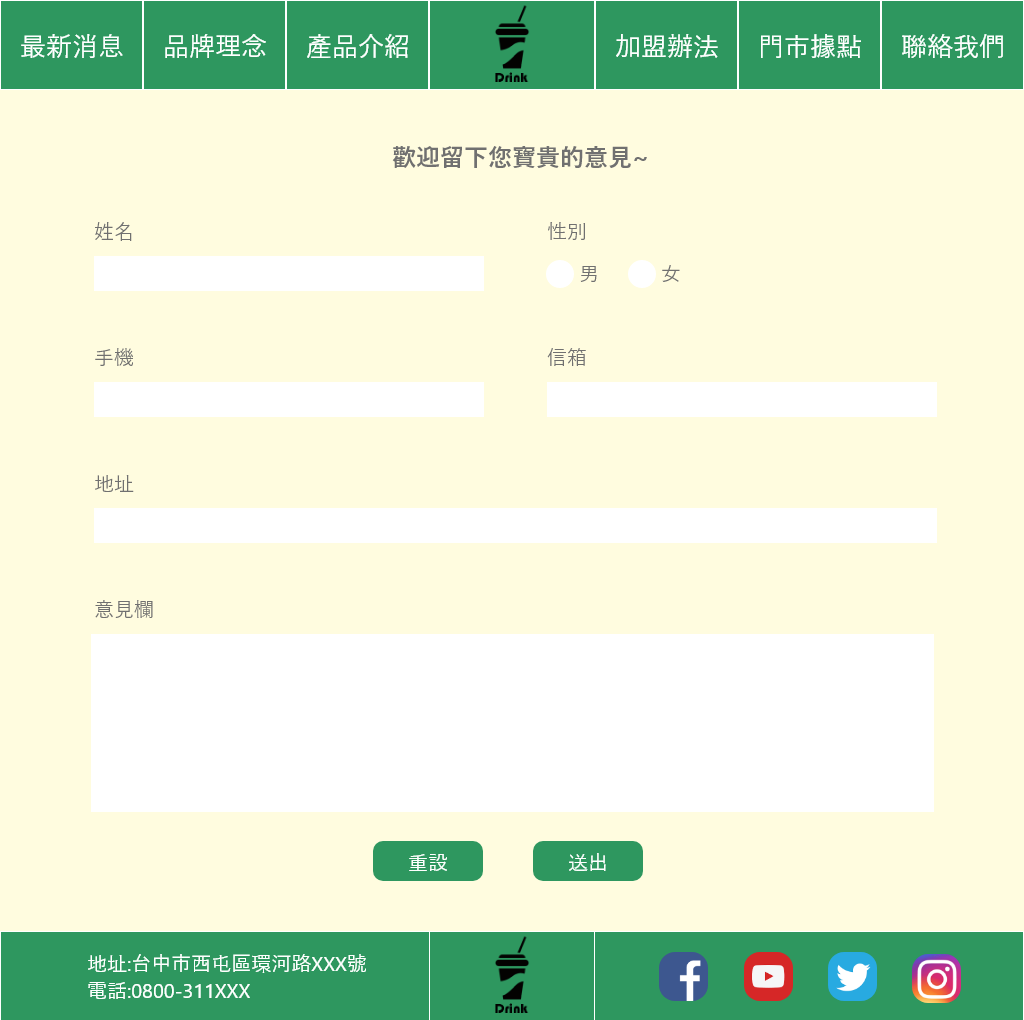 最新消息
品牌理念
產品介紹
Drink
加盟辦法
門市據點
聯絡我們
歡迎留下您寶貴的意見~
姓名
性別
男
女
手機
信箱
地址
意見欄
重設
送出
地址:台中市西屯區環河路XXX號
電話:0800-311XXX
Drink